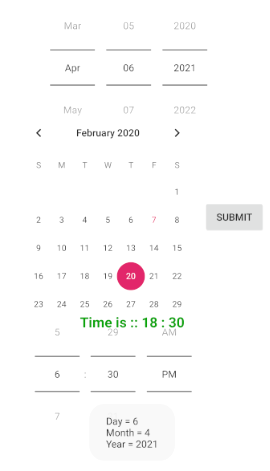 Mar 05 2020
Apr 06 2021
May 07 2022
February 2020
S M T W T F S
1
2 3 4 5 6 7 8
9 10 11 12 13 14 15
16 17 18 19 20 21 22
23 24 25 26 27 28 29
SUBMIT
Time is :: 18 : 30
5 29 AM
6 : 30 PM
7
Day = 6
Month = 4
Year = 2021